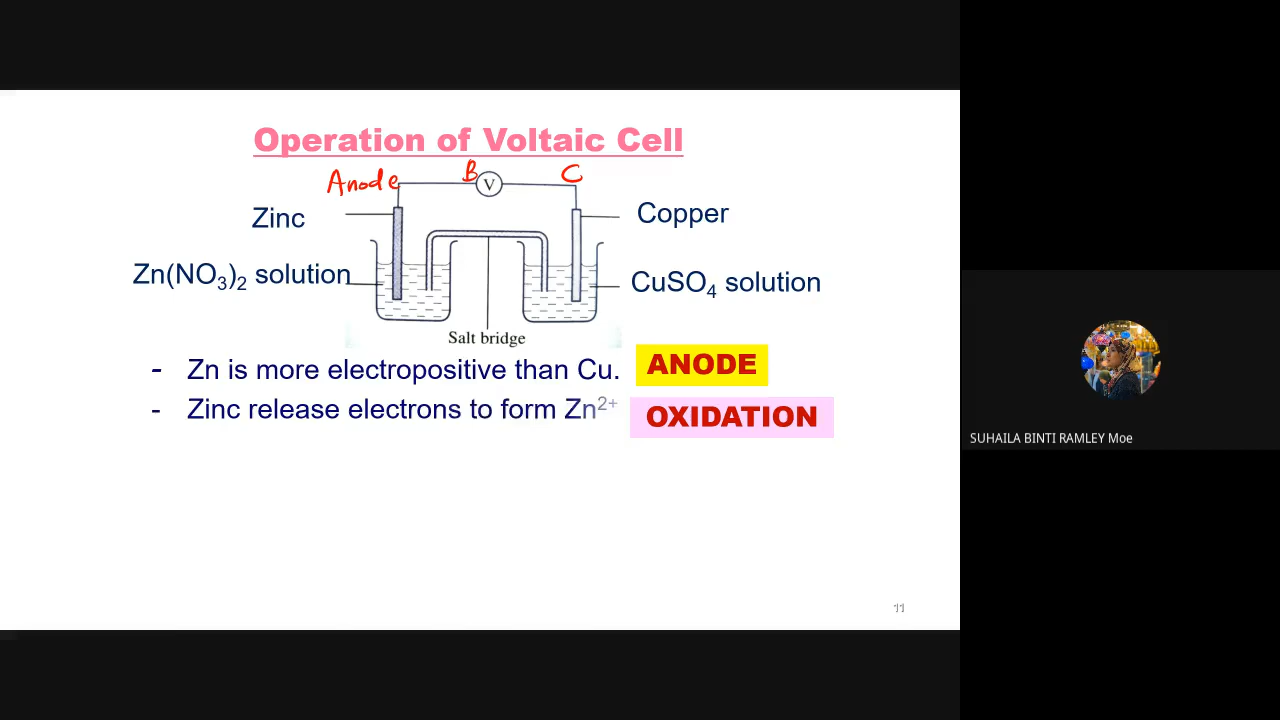 Operation of Voltaic Cell
Anode B V C
Zinc
Copper
Zn(NO₃)₂ solution
CuSO₄ solution
Salt bridge
- Zn is more electropositive than Cu. ANODE
- Zinc release electrons to form Zn²⁺ OXIDATION
11
SUHAILA BINTI RAMLEY Moe